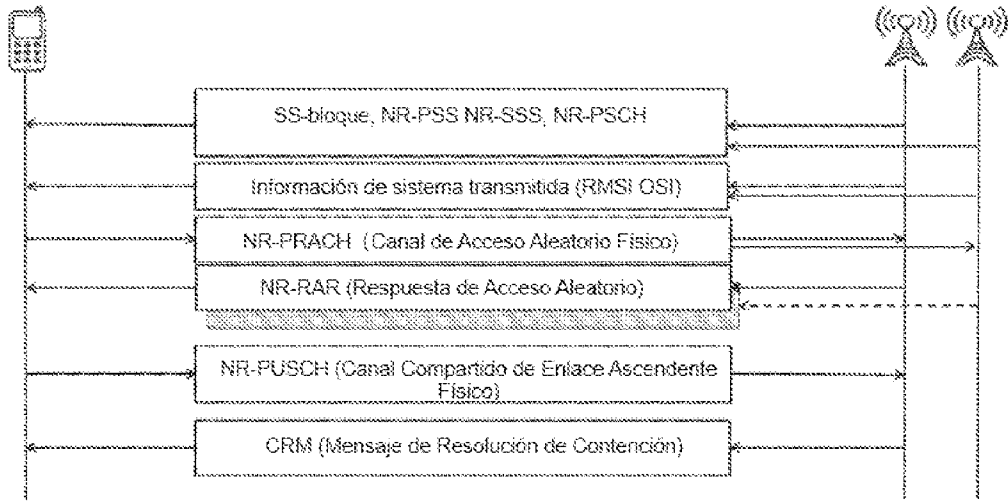 SS-bloque, NR-PSS NR-SSS, NR-PSCH
Información de sistema transmitida (RMSI OSI)
NR-PRACH (Canal de Acceso Aleatorio Físico)
NR-RAR (Respuesta de Acceso Aleatorio)
NR-PUSCH (Canal Compartido de Enlace Ascendente
Físico)
CRM (Mensaje de Resolución de Contención)